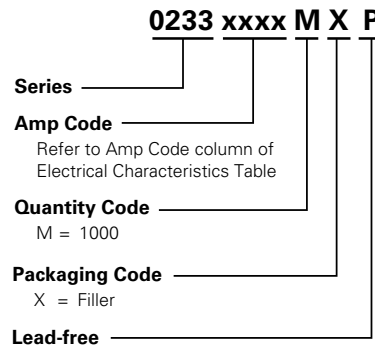 0233 xxxx M X P
Series
Amp Code
Refer to Amp Code column of
Electrical Characteristics Table
Quantity Code
M = 1000
Packaging Code
X = Filler
Lead-free